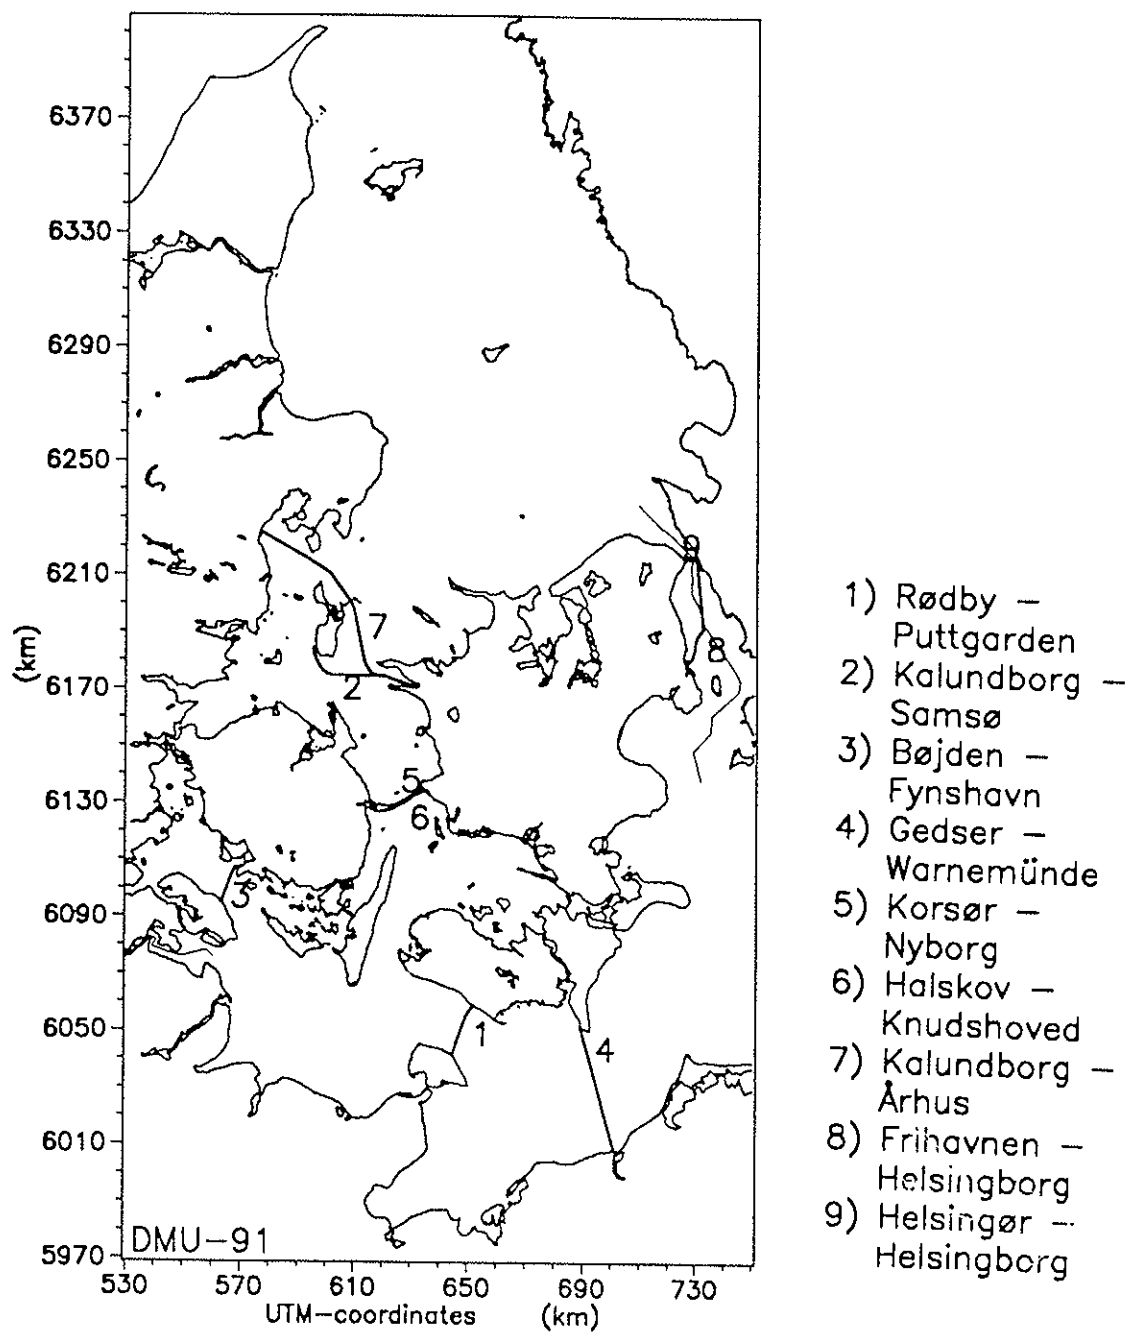 6370
6330
6290
6250
6210
6170
6130
6090
6050
6010
5970
(km)
530 570 610 650 690 730
UTM-coordinates (km)
DMU-91
7
2
5
6
3
1
4
1) Rødby -
Puttgarden
2) Kalundborg -
Samsø
3) Bøjden -
Fynshavn
4) Gedser -
Warnemünde
5) Korsør -
Nyborg
6) Halskov -
Knudshoved
7) Kalundborg -
Århus
8) Frihavnen -
Helsingborg
9) Helsingør -
Helsingborg